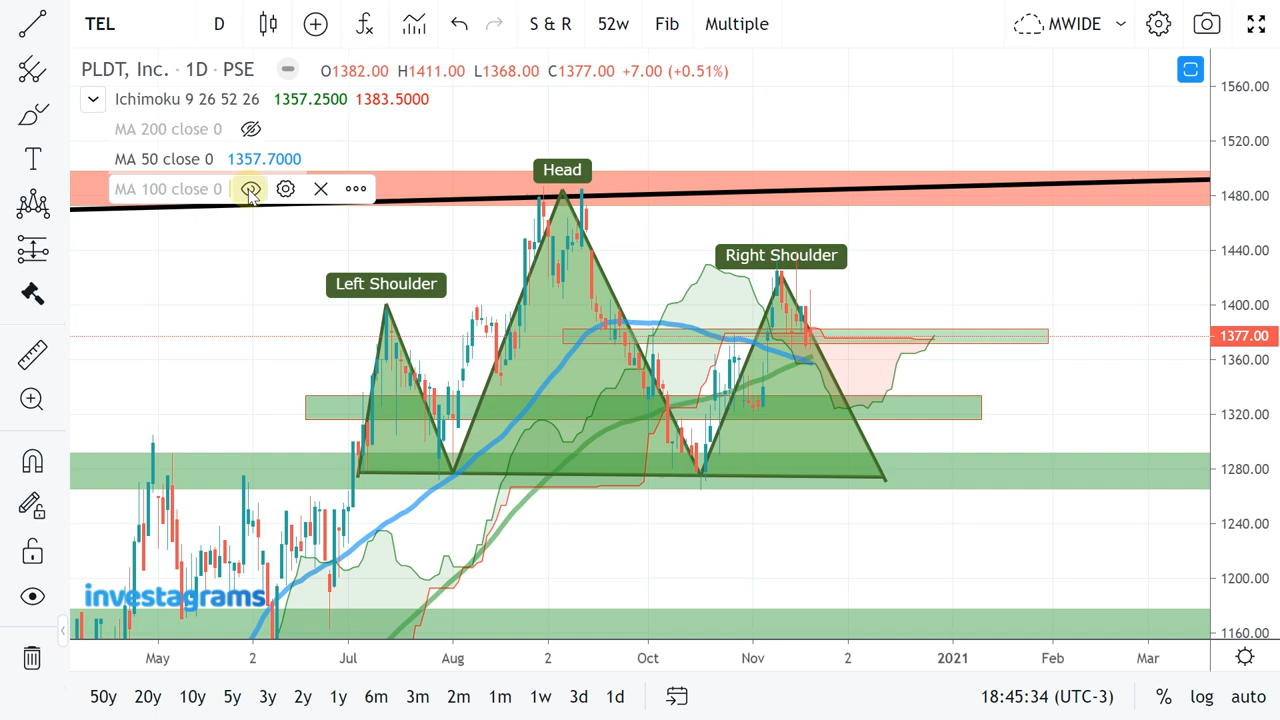 TEL D S & R 52w Fib Multiple MWIDE
PLDT, Inc. · 1D · PSE O1382.00 H1411.00 L1368.00 C1377.00 +7.00 (+0.51%)
Ichimoku 9 26 52 26 1357.2500 1383.5000
MA 200 close 0
MA 50 close 0 1357.7000
MA 100 close 0
Head
Right Shoulder
Left Shoulder
1560.00
1520.00
1480.00
1440.00
1400.00
1377.00
1360.00
1320.00
1280.00
1240.00
1200.00
1160.00
investagrams
May 2 Jul Aug 2 Oct Nov 2 2021 Feb Mar
50y 20y 10y 5y 3y 2y 1y 6m 3m 2m 1m 1w 3d 1d 18:45:34 (UTC-3) % log auto